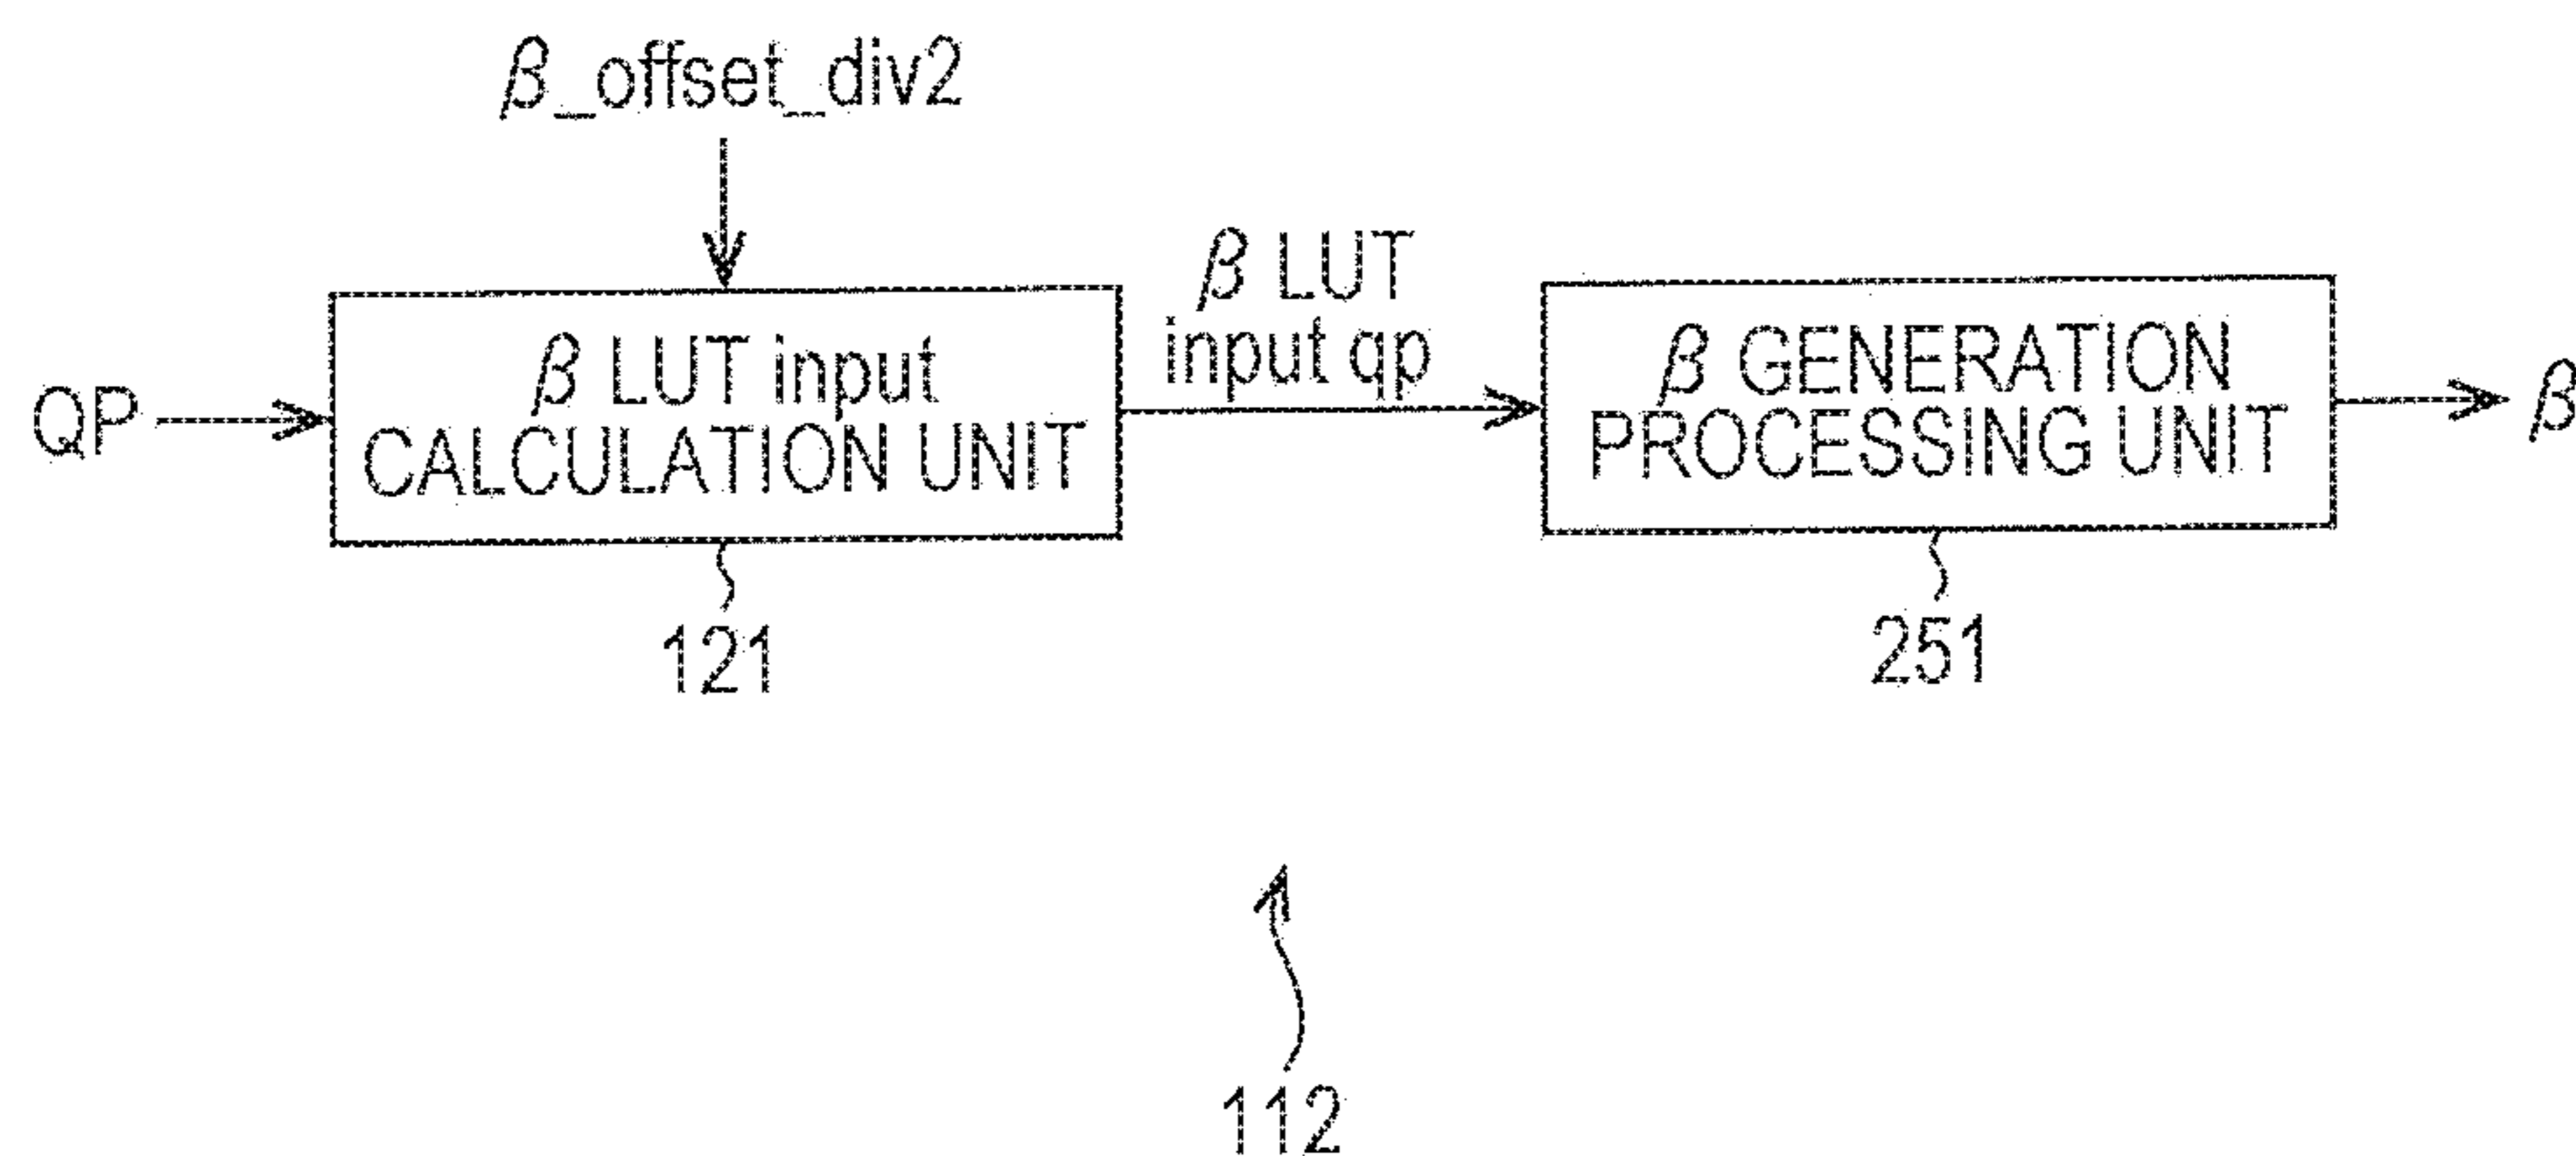 β_offset_div2
QP
β LUT input
CALCULATION UNIT
β LUT
input qp
β GENERATION
PROCESSING UNIT
β
121
251
112